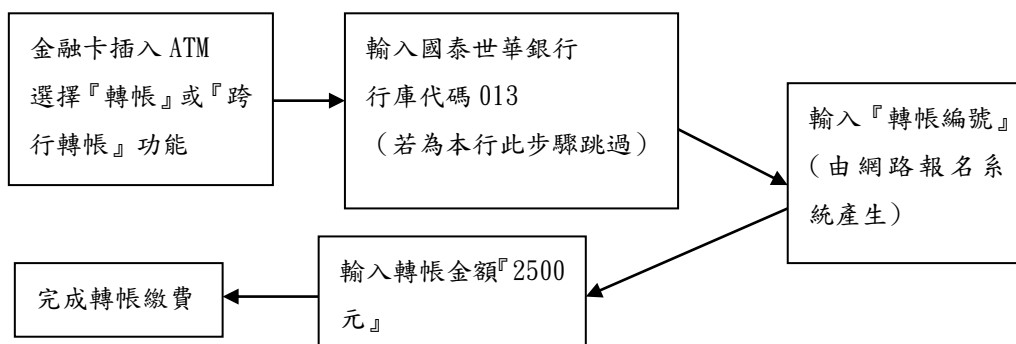 金融卡插入 ATM
選擇『轉帳』或『跨
行轉帳』功能
輸入國泰世華銀行
行庫代碼 013
（若為本行此步驟跳過）
輸入『轉帳編號』
（由網路報名系
統產生）
輸入轉帳金額『2500
元』
完成轉帳繳費